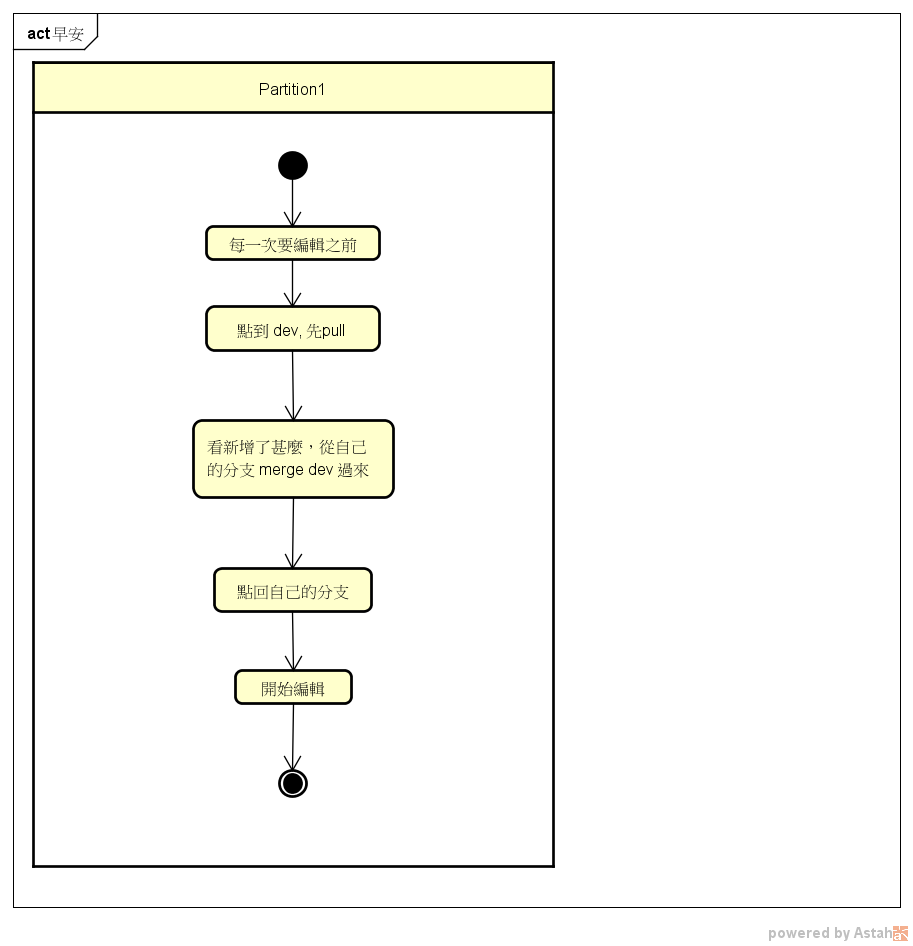 act 早安
Partition1
每一次要編輯之前
點到 dev, 先pull
看新增了甚麼，從自己
的分支 merge dev 過來
點回自己的分支
開始編輯
powered by Astah